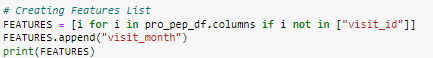 # Creating Features List
FEATURES = [i for i in pro_pep_df.columns if i not in ["visit_id"]]
FEATURES.append("visit_month")
print(FEATURES)